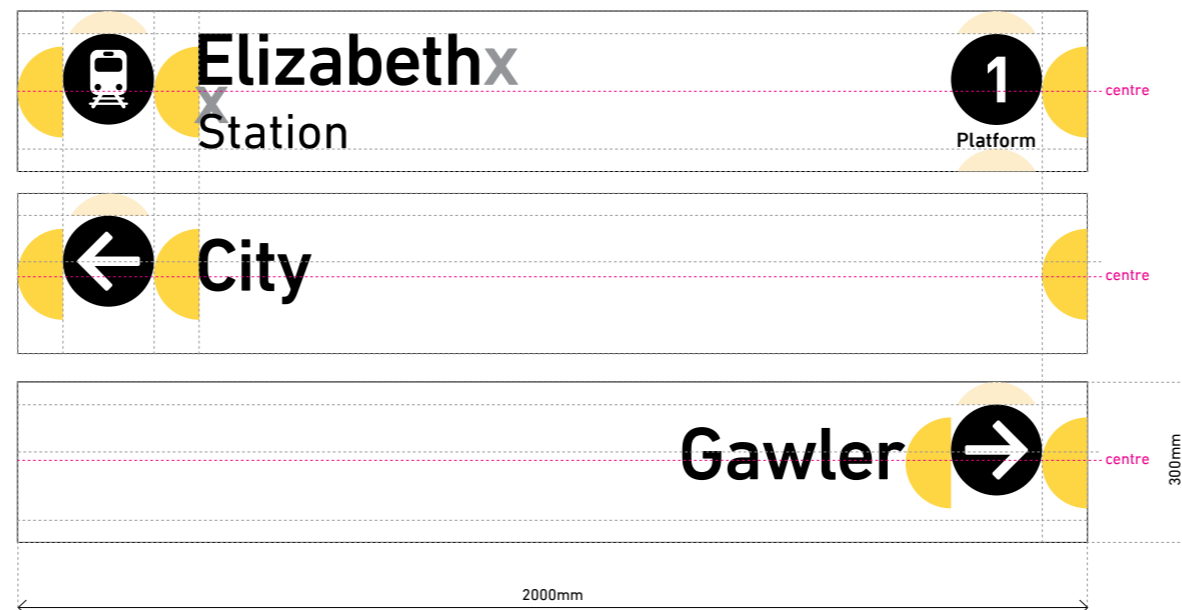 Elizabethx
1
centre
x
Station
Platform
City
centre
Gawler
centre
300mm
2000mm